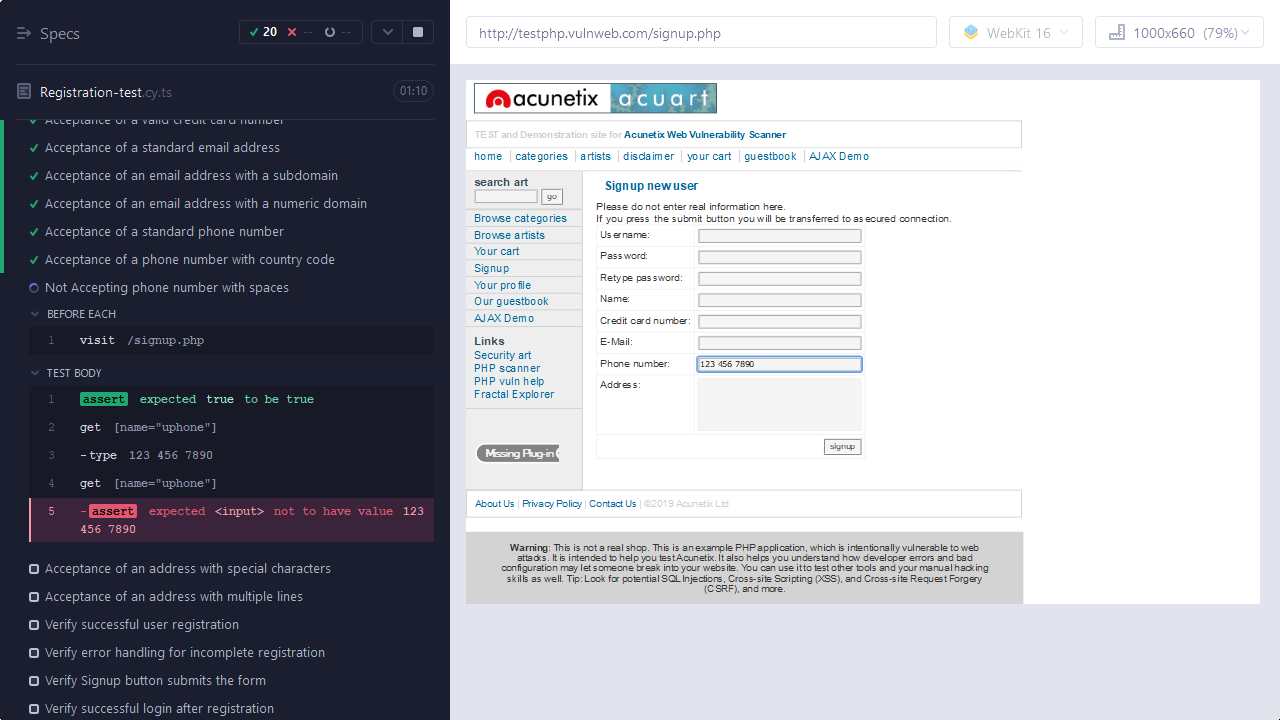 Specs
20
--
--
Registration-test.cy.ts
01:10
Acceptance of a valid credit card number
Acceptance of a standard email address
Acceptance of an email address with a subdomain
Acceptance of an email address with a numeric domain
Acceptance of a standard phone number
Acceptance of a phone number with country code
Not Accepting phone number with spaces
BEFORE EACH
1 visit /signup.php
TEST BODY
1 assert expected true to be true
2 get [name="uphone"]
3 -type 123 456 7890
4 get [name="uphone"]
5 -assert expected <input> not to have value 123
456 7890
Acceptance of an address with special characters
Acceptance of an address with multiple lines
Verify successful user registration
Verify error handling for incomplete registration
Verify Signup button submits the form
Verify successful login after registration
http://testphp.vulnweb.com/signup.php
WebKit 16
1000x660 (79%)
acunetix acuart
TEST and Demonstration site for Acunetix Web Vulnerability Scanner
home | categories | artists | disclaimer | your cart | guestbook | AJAX Demo
search art
go
Browse categories
Browse artists
Your cart
Signup
Your profile
Our guestbook
AJAX Demo
Links
Security art
PHP scanner
PHP vuln help
Fractal Explorer
Missing Plug-in
Signup new user
Please do not enter real information here.
If you press the submit button you will be transferred to asecured connection.
Username:
Password:
Retype password:
Name:
Credit card number:
E-Mail:
Phone number: 123 456 7890
Address:
signup
About Us | Privacy Policy | Contact Us | ©2019 Acunetix Ltd
Warning: This is not a real shop. This is an example PHP application, which is intentionally vulnerable to web
attacks. It is intended to help you test Acunetix. It also helps you understand how developer errors and bad
configuration may let someone break into your website. You can use it to test other tools and your manual hacking
skills as well. Tip: Look for potential SQL Injections, Cross-site Scripting (XSS), and Cross-site Request Forgery
(CSRF), and more.